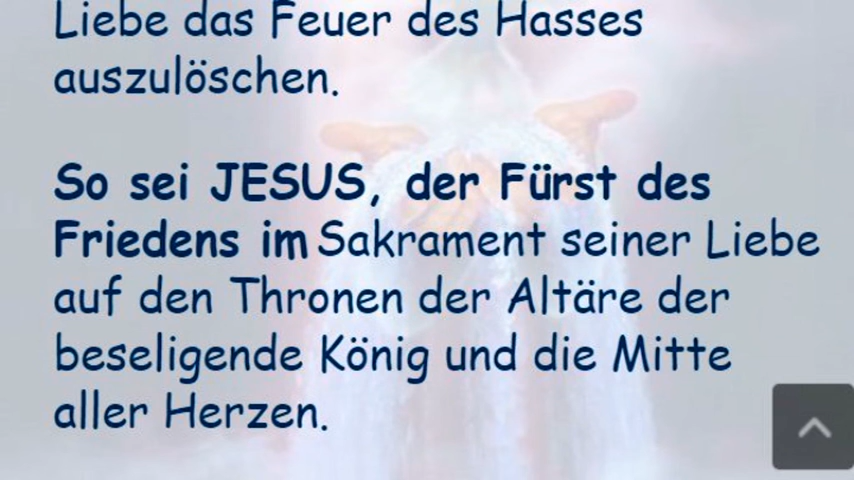 Liebe das Feuer des Hasses
auszulöschen.
So sei JESUS, der Fürst des
Friedens im Sakrament seiner Liebe
auf den Thronen der Altäre der
beseligende König und die Mitte
aller Herzen.